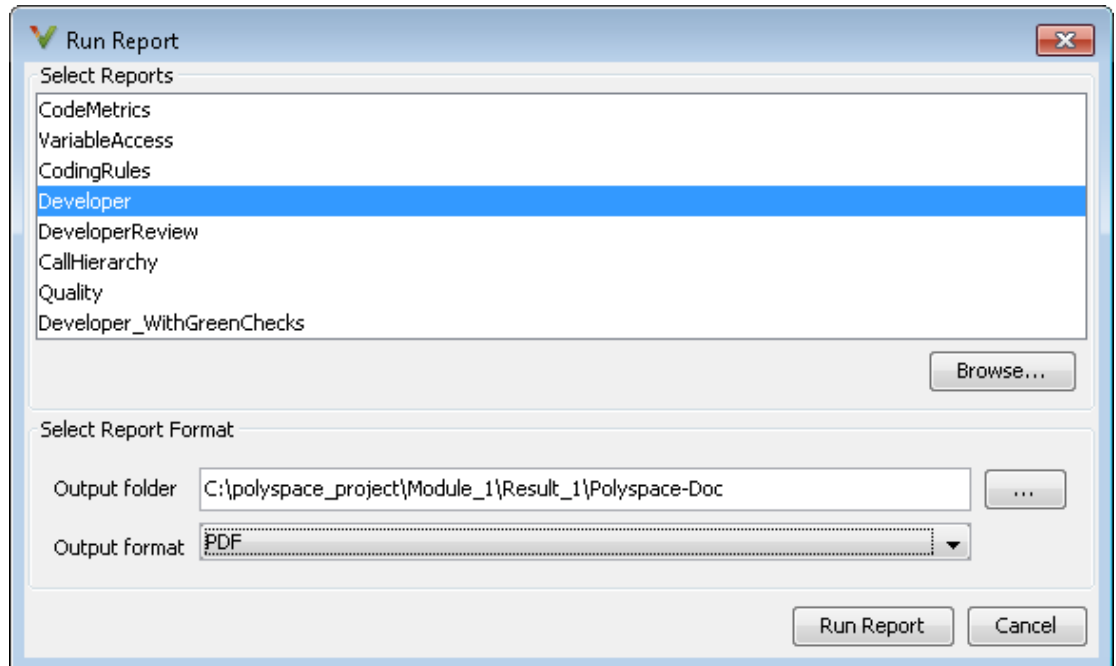 Run Report
Select Reports
CodeMetrics
VariableAccess
CodingRules
Developer
DeveloperReview
CallHierarchy
Quality
Developer_WithGreenChecks
Browse...
Select Report Format
Output folder C:\polyspace_project\Module_1\Result_1\Polyspace-Doc ...
Output format PDF
Run Report Cancel